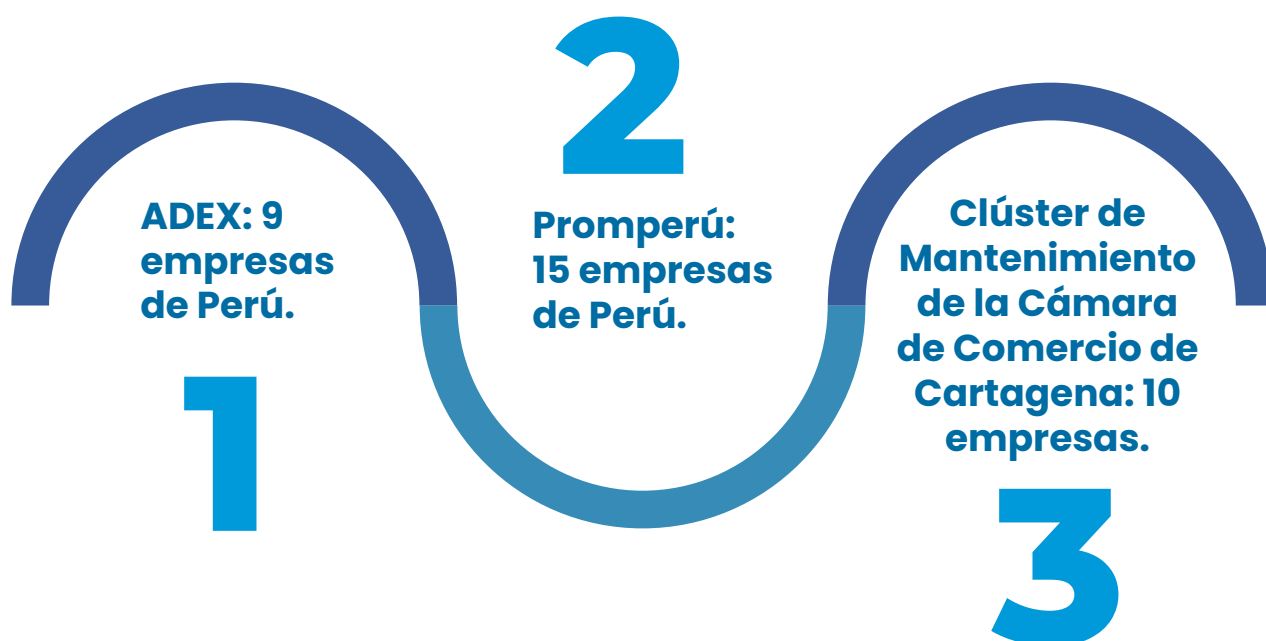 1
ADEX: 9
empresas
de Perú.
2
Promperú:
15 empresas
de Perú.
3
Clúster de
Mantenimiento
de la Cámara
de Comercio de
Cartagena: 10
empresas.